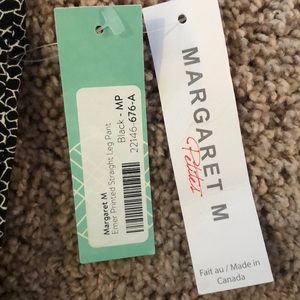 Margaret M
Emer Printed Straight Leg Pant
Black - MP
22146-676-A
MARGARET M
Petites
Fait au / Made in
Canada